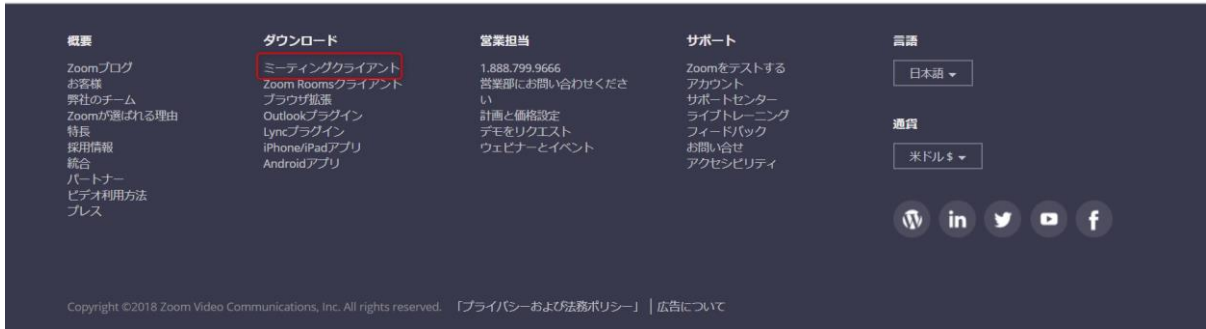 概要
Zoomブログ
お客様
弊社のチーム
Zoomが選ばれる理由
特長
採用情報
統合
パートナー
ビデオ利用方法
プレス
ダウンロード
ミーティングクライアント
Zoom Roomsクライアント
ブラウザ拡張
Outlookプラグイン
Lyncプラグイン
iPhone/iPadアプリ
Androidアプリ
営業担当
1.888.799.9666
営業部にお問い合わせくださ
い
計画と価格設定
デモをリクエスト
ウェビナーとイベント
サポート
Zoomをテストする
アカウント
サポートセンター
ライブトレーニング
フィードバック
お問い合せ
アクセシビリティ
言語
日本語
通貨
米ドル $
in
f
Copyright ©2018 Zoom Video Communications, Inc. All rights reserved. 「プライバシーおよび法務ポリシー」 | 広告について